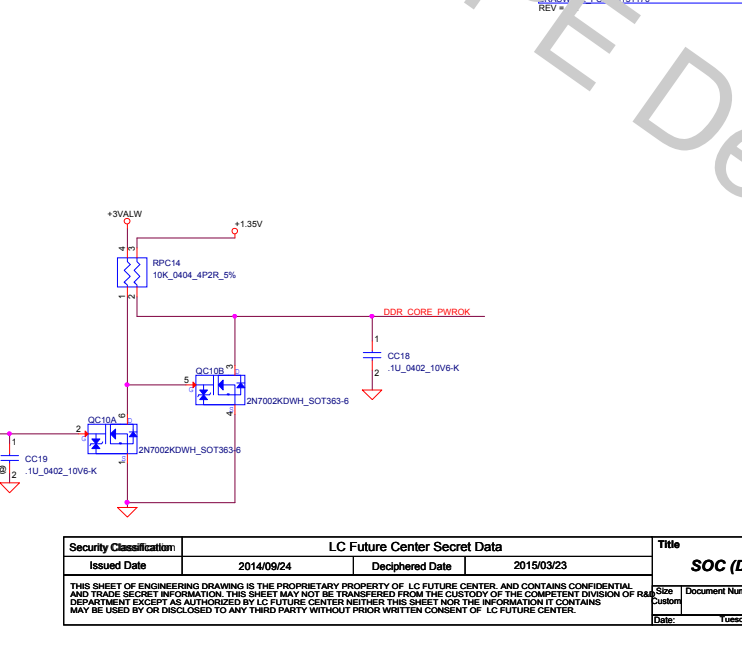 REV =
E De
+3VALW
+1.35V
4
3
RPC14
10K_0404_4P2R_5%
1
2
DDR_CORE_PWROK
1
CC18
.1U_0402_10V6-K
2
QC10B
3
5
2N7002KDWH_SOT363-6
4
QC10A
6
2
2N7002KDWH_SOT363-6
1
1
CC19
.1U_0402_10V6-K
@
2
Security Classification
LC Future Center Secret Data
Title
Issued Date
2014/09/24
Deciphered Date
2015/03/23
SOC (D
THIS SHEET OF ENGINEERING DRAWING IS THE PROPRIETARY PROPERTY OF LC FUTURE CENTER. AND CONTAINS CONFIDENTIAL
AND TRADE SECRET INFORMATION. THIS SHEET MAY NOT BE TRANSFERED FROM THE CUSTODY OF THE COMPETENT DIVISION OF R&D
DEPARTMENT EXCEPT AS AUTHORIZED BY LC FUTURE CENTER NEITHER THIS SHEET NOR THE INFORMATION IT CONTAINS
MAY BE USED BY OR DISCLOSED TO ANY THIRD PARTY WITHOUT PRIOR WRITTEN CONSENT OF LC FUTURE CENTER.
Size
Document Num
Custom
Date:
Tuesd